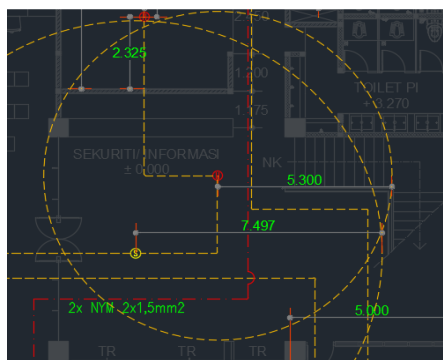 2.325
1.200
TOILET PI
+ 3.270
1.175
SEKURITI/ INFORMASI
± 0.000
NK
5.300
7.497
S
2x NYM 2x1,5mm2
5.000
TR
TR
TR